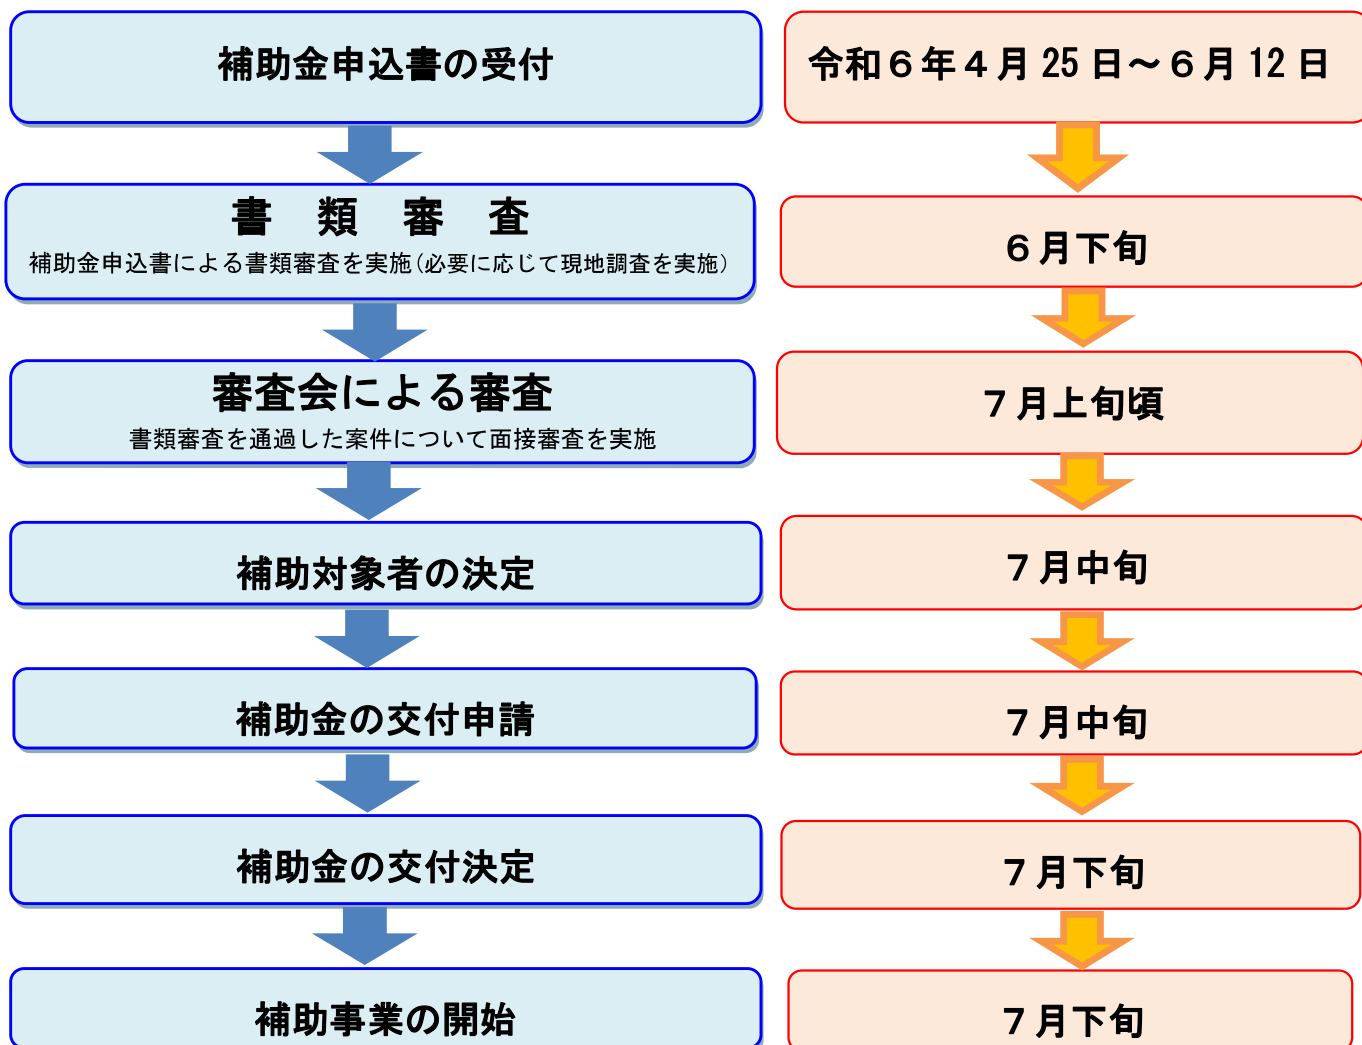 補助金申込書の受付
令和６年４月 25 日～６月 12 日
書　類　審　査
補助金申込書による書類審査を実施(必要に応じて現地調査を実施)
６月下旬
審査会による審査
書類審査を通過した案件について面接審査を実施
７月上旬頃
補助対象者の決定
７月中旬
補助金の交付申請
７月中旬
補助金の交付決定
７月下旬
補助事業の開始
７月下旬